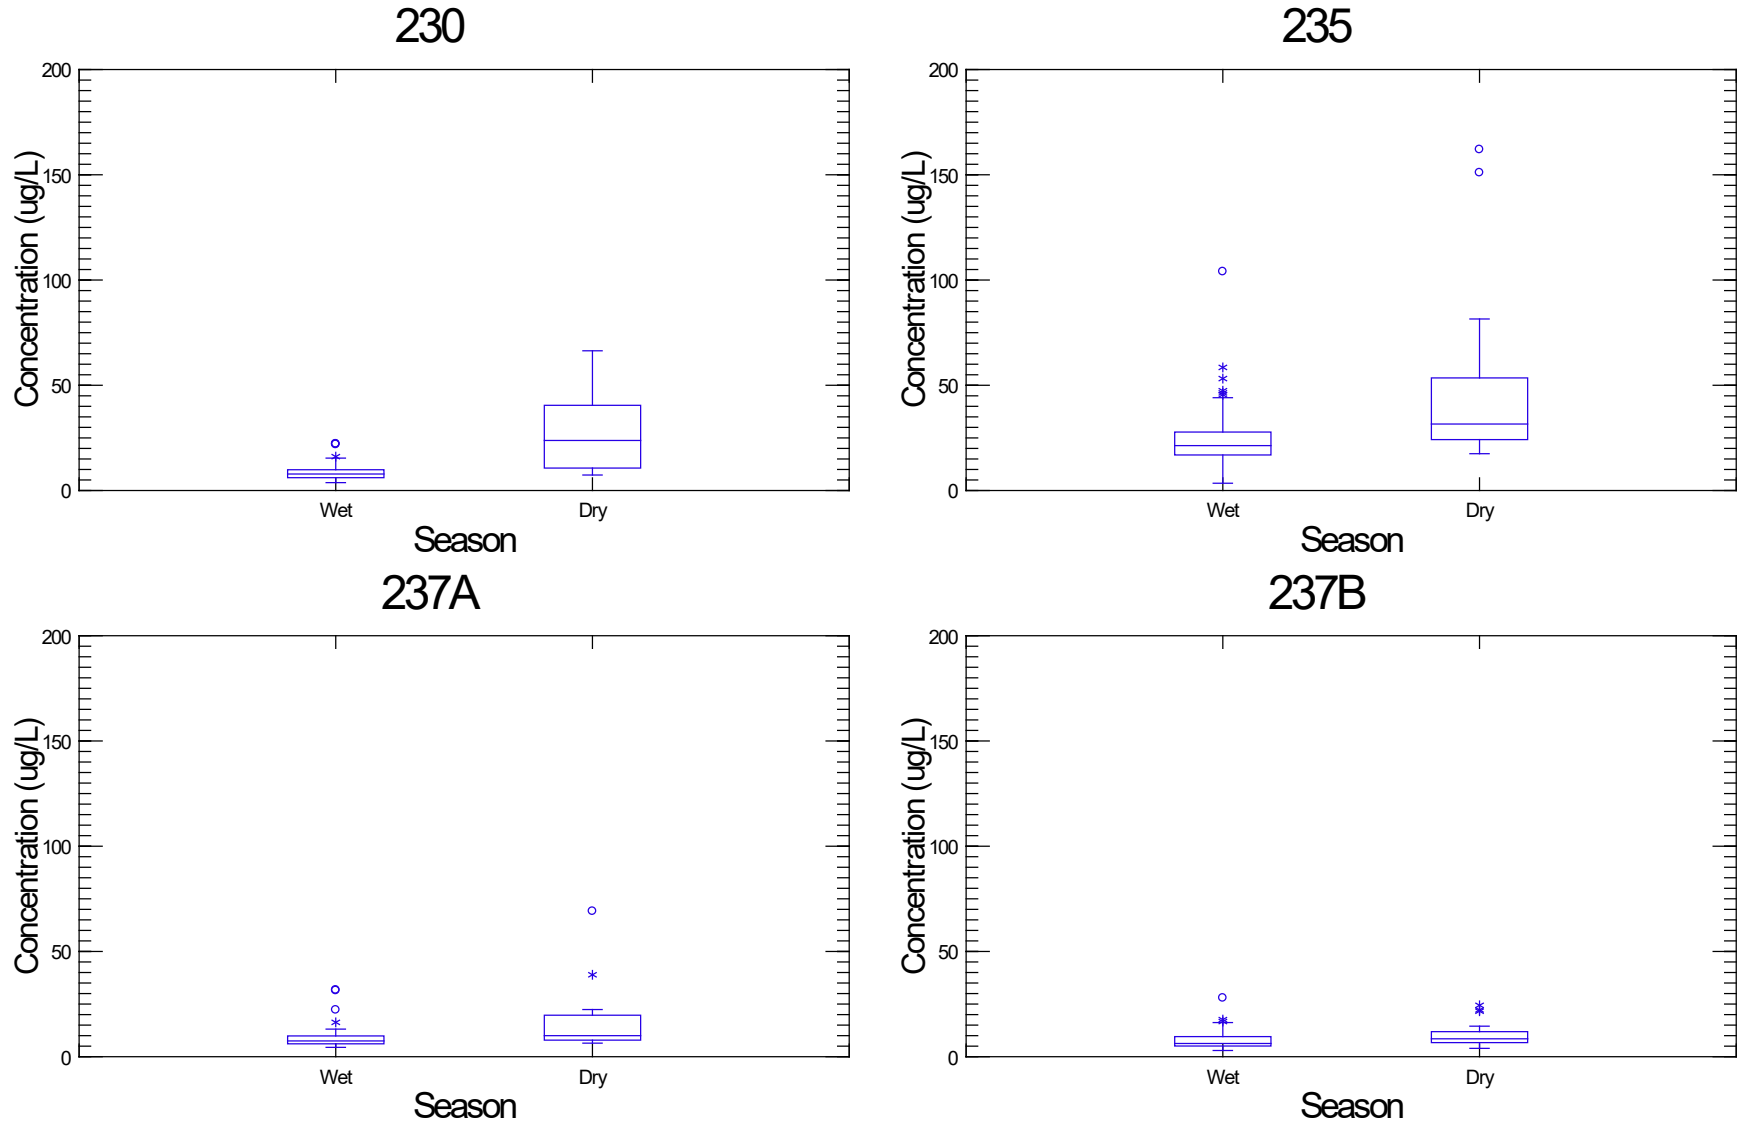 230
200
150
100
50
0
Concentration (ug/L)
Wet
Dry
Season
235
200
150
100
50
0
Concentration (ug/L)
Wet
Dry
Season
237A
200
150
100
50
0
Concentration (ug/L)
Wet
Dry
Season
237B
200
150
100
50
0
Concentration (ug/L)
Wet
Dry
Season